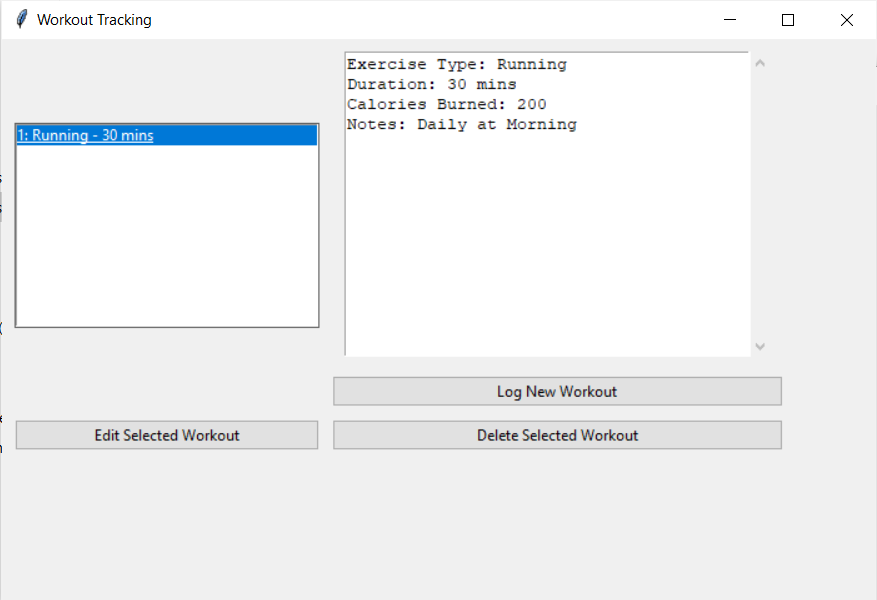 Workout Tracking
1: Running - 30 mins
Exercise Type: Running
Duration: 30 mins
Calories Burned: 200
Notes: Daily at Morning
Log New Workout
Edit Selected Workout
Delete Selected Workout